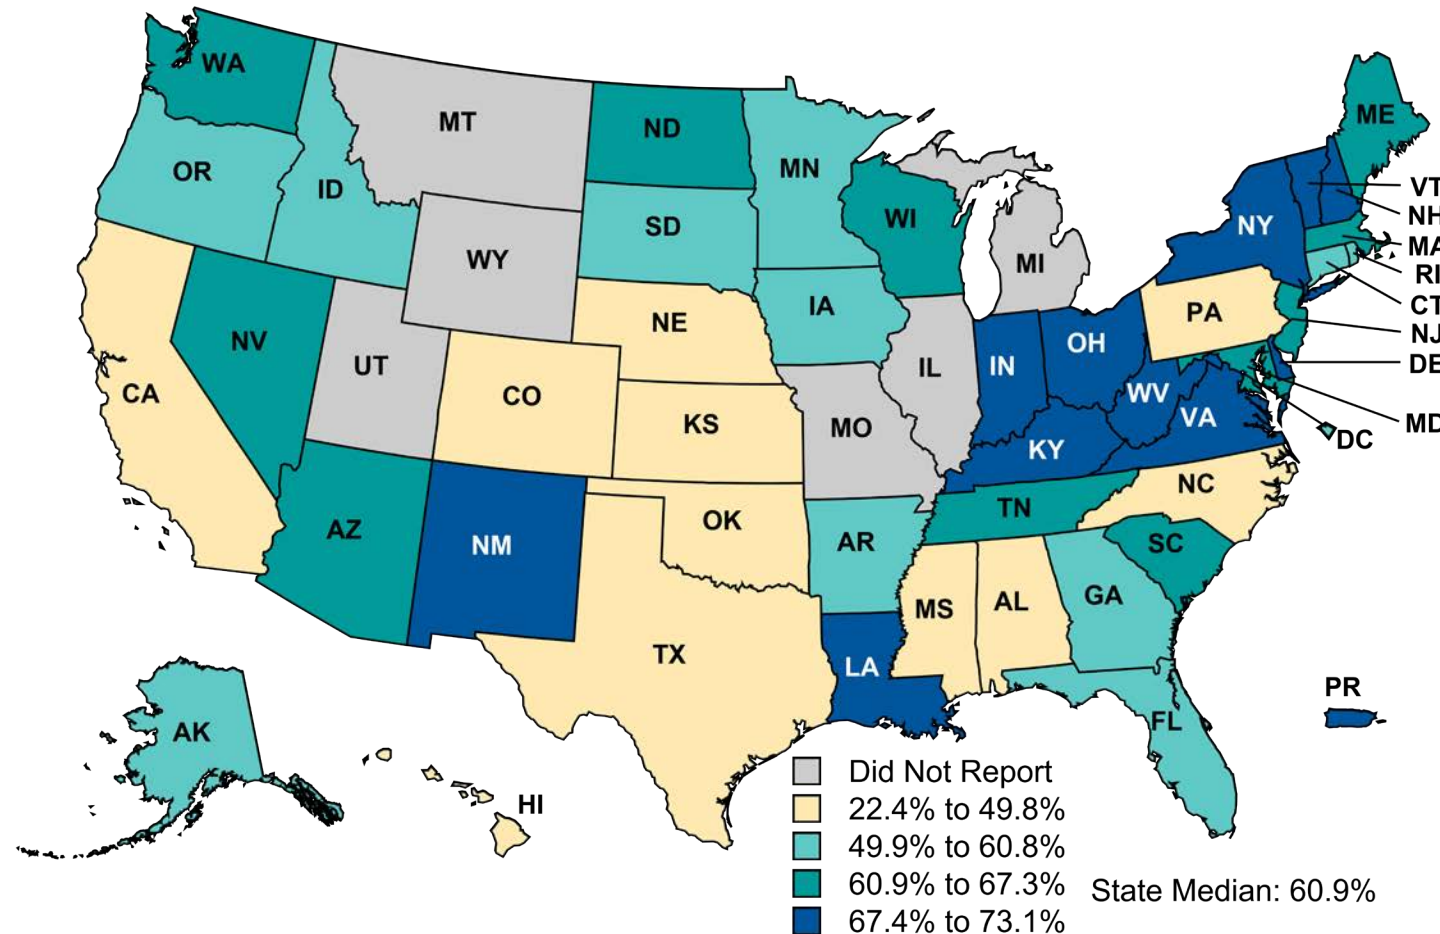 WA
MT
ND
MN
OR
ID
SD
WI
WY
MI
ME
VT
NH
NY
MA
RI
CT
NJ
DE
MD
DC
PA
IA
NE
NV
UT
CO
CA
IL
IN
OH
WV
VA
KS
MO
KY
NC
TN
OK
AR
AZ
NM
SC
MS
AL
GA
TX
LA
FL
PR
AK
HI
Did Not Report
22.4% to 49.8%
49.9% to 60.8%
60.9% to 67.3%
State Median: 60.9%
67.4% to 73.1%